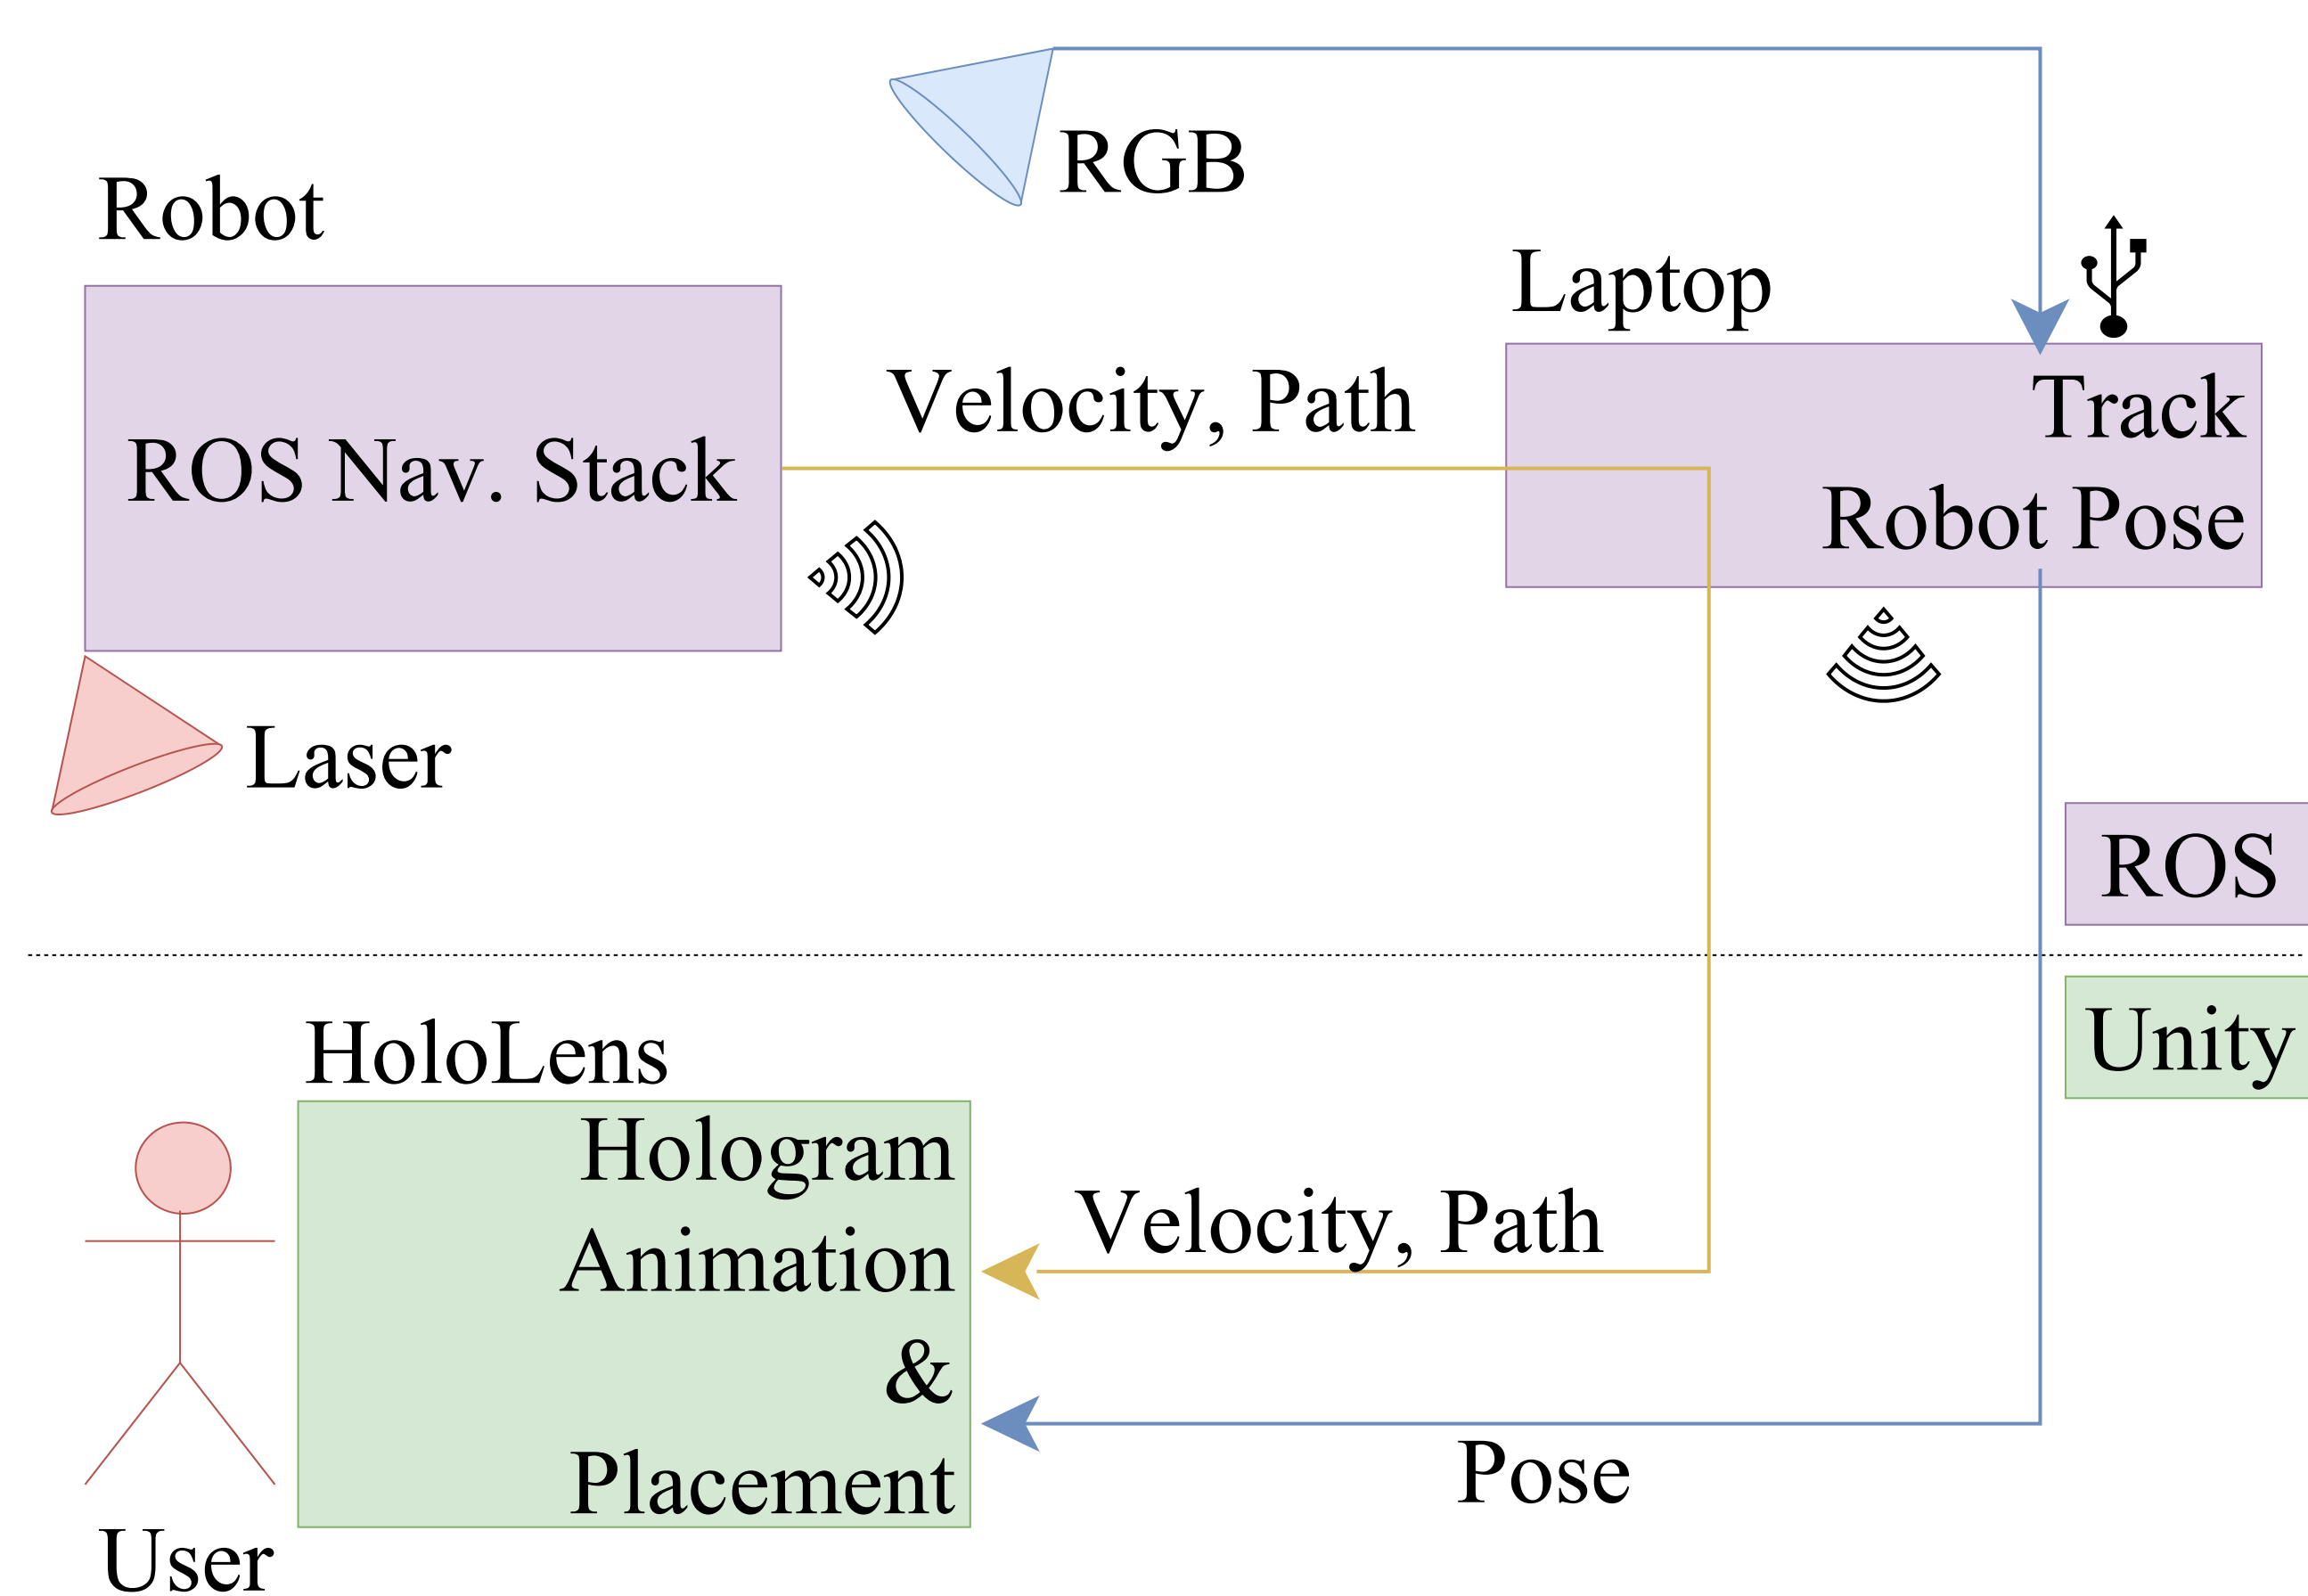 RGB
Robot
Laptop
Velocity, Path
Track
ROS Nav. Stack
Robot Pose
Laser
ROS
Unity
HoloLens
Hologram
Animation
&
Placement
Velocity, Path
Pose
User